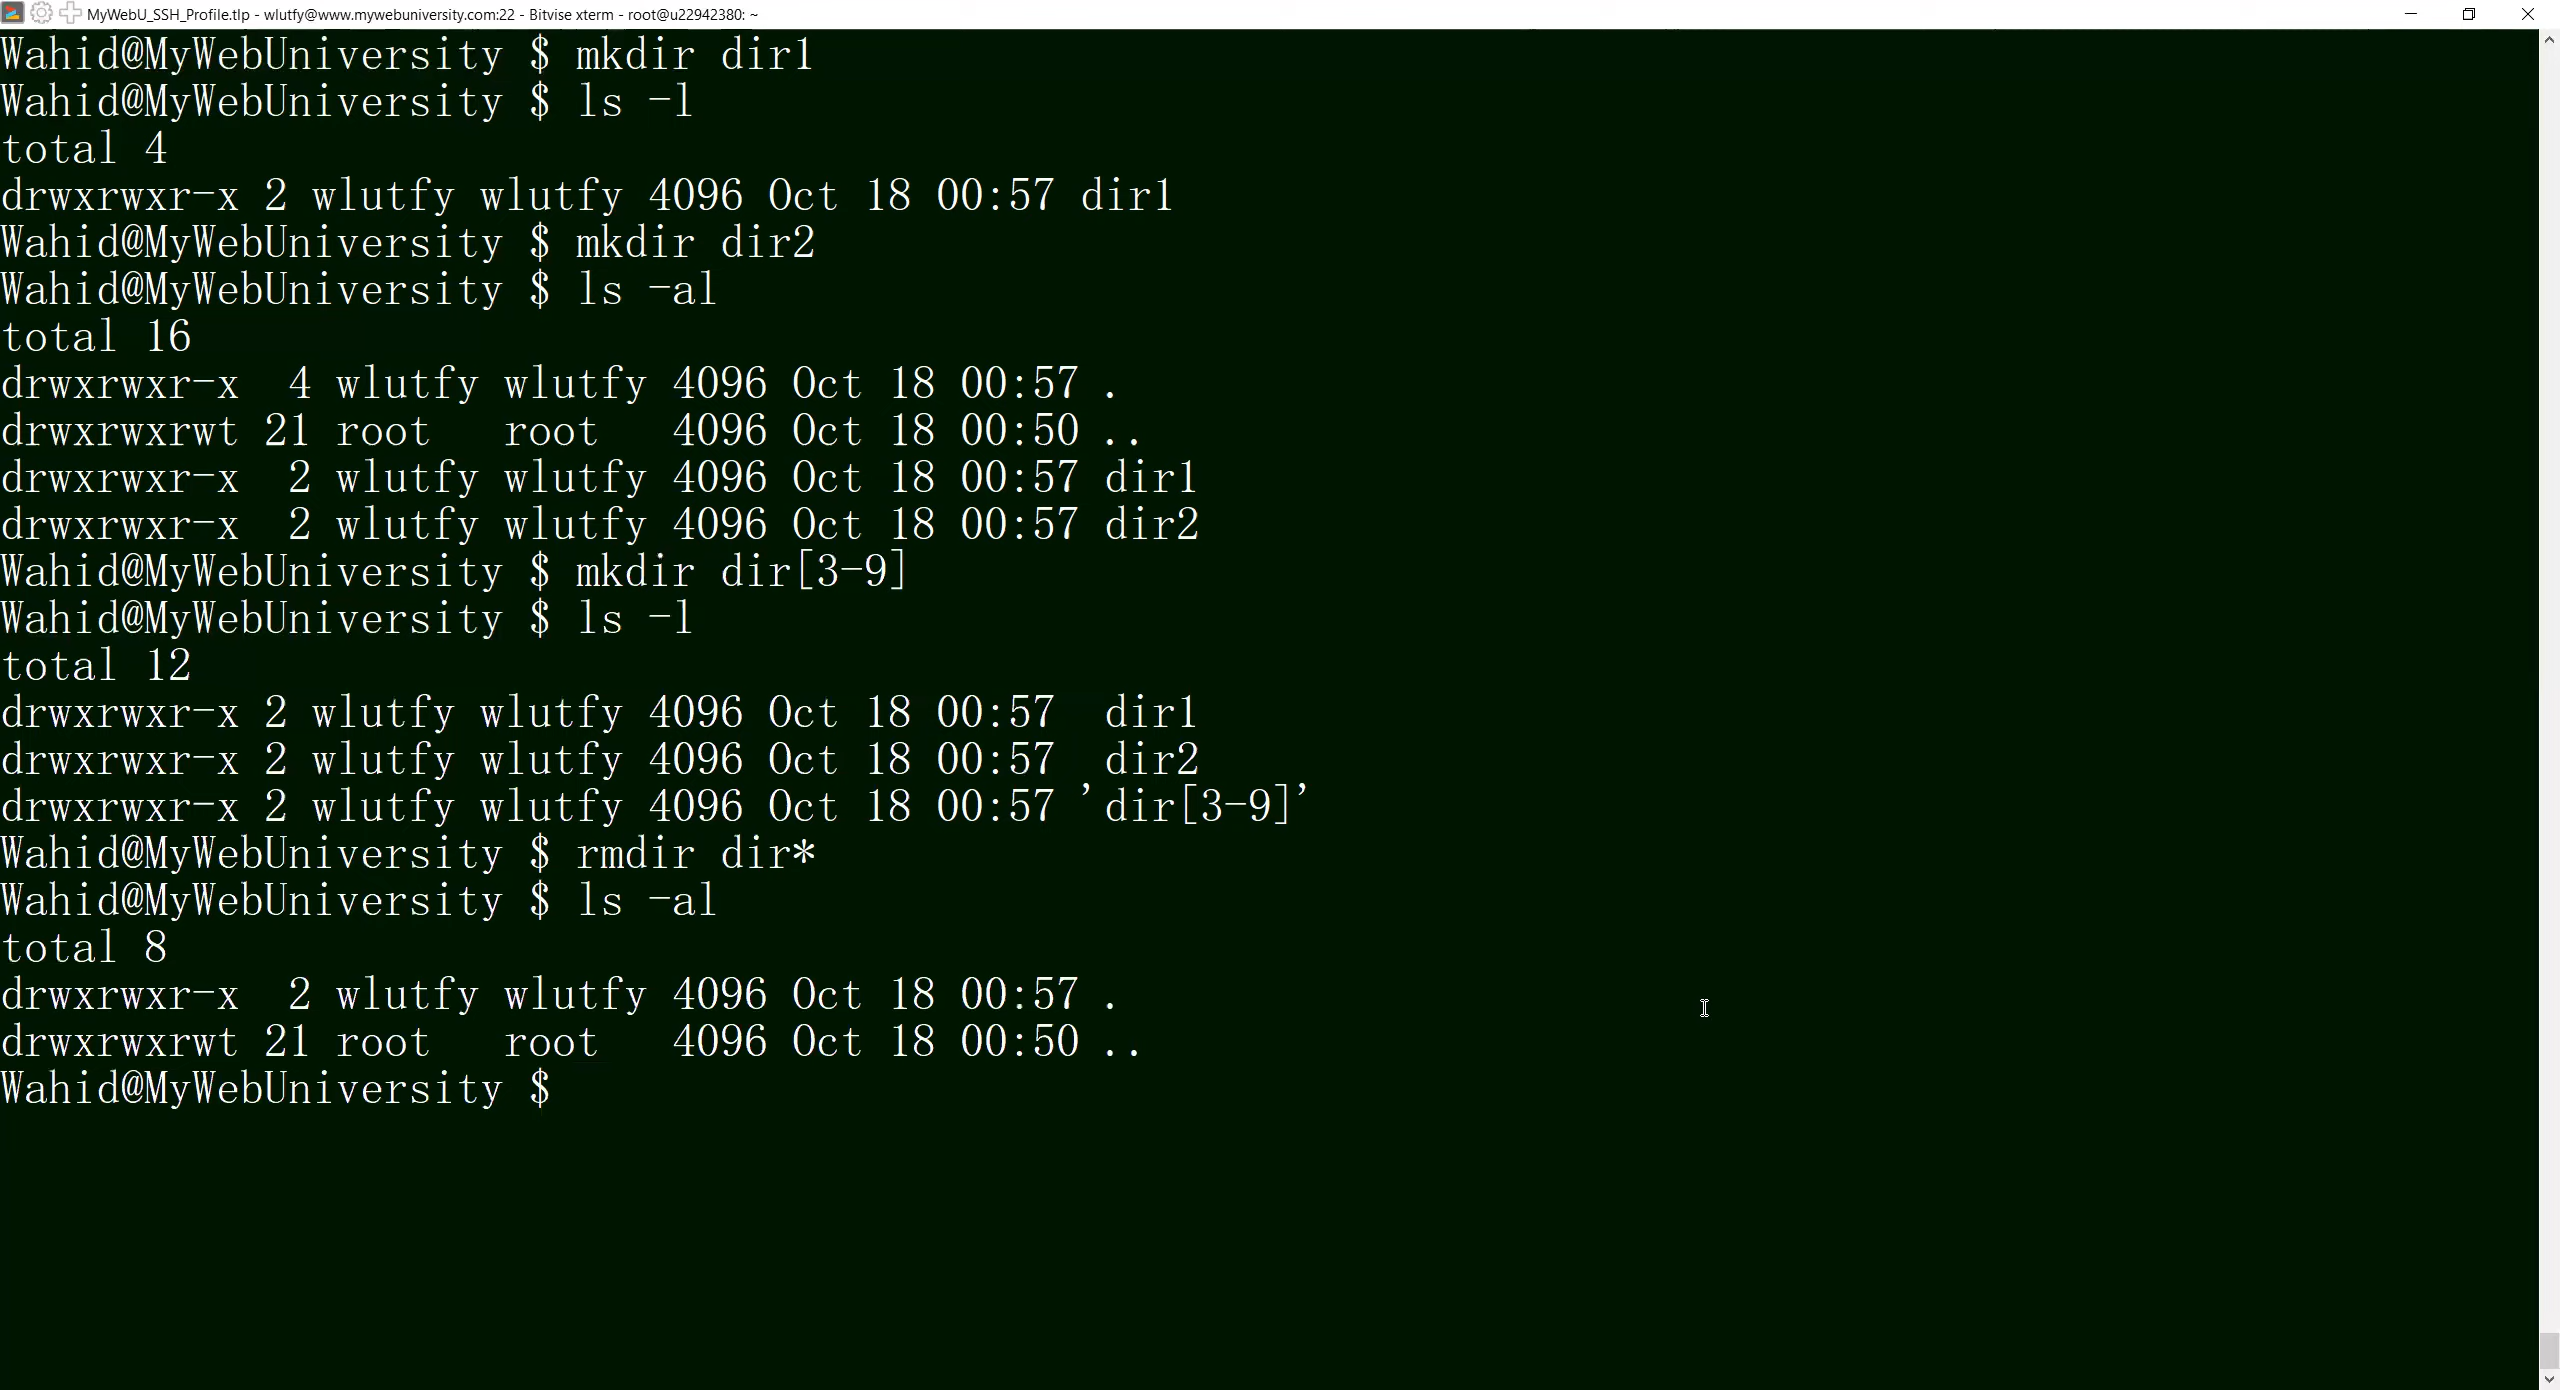 MyWebU_SSH_Profile.tlp - wlutfy@www.mywebuniversity.com:22 - Bitvise xterm - root@u22942380: ~
Wahid@MyWebUniversity $ mkdir dir1
Wahid@MyWebUniversity $ ls -l
total 4
drwxrwxr-x 2 wlutfy wlutfy 4096 Oct 18 00:57 dir1
Wahid@MyWebUniversity $ mkdir dir2
Wahid@MyWebUniversity $ ls -al
total 16
drwxrwxr-x  4 wlutfy wlutfy 4096 Oct 18 00:57 .
drwxrwxrwt 21 root   root   4096 Oct 18 00:50 ..
drwxrwxr-x  2 wlutfy wlutfy 4096 Oct 18 00:57 dir1
drwxrwxr-x  2 wlutfy wlutfy 4096 Oct 18 00:57 dir2
Wahid@MyWebUniversity $ mkdir dir[3-9]
Wahid@MyWebUniversity $ ls -l
total 12
drwxrwxr-x 2 wlutfy wlutfy 4096 Oct 18 00:57  dir1
drwxrwxr-x 2 wlutfy wlutfy 4096 Oct 18 00:57  dir2
drwxrwxr-x 2 wlutfy wlutfy 4096 Oct 18 00:57 'dir[3-9]'
Wahid@MyWebUniversity $ rmdir dir*
Wahid@MyWebUniversity $ ls -al
total 8
drwxrwxr-x  2 wlutfy wlutfy 4096 Oct 18 00:57 .
drwxrwxrwt 21 root   root   4096 Oct 18 00:50 ..
Wahid@MyWebUniversity $